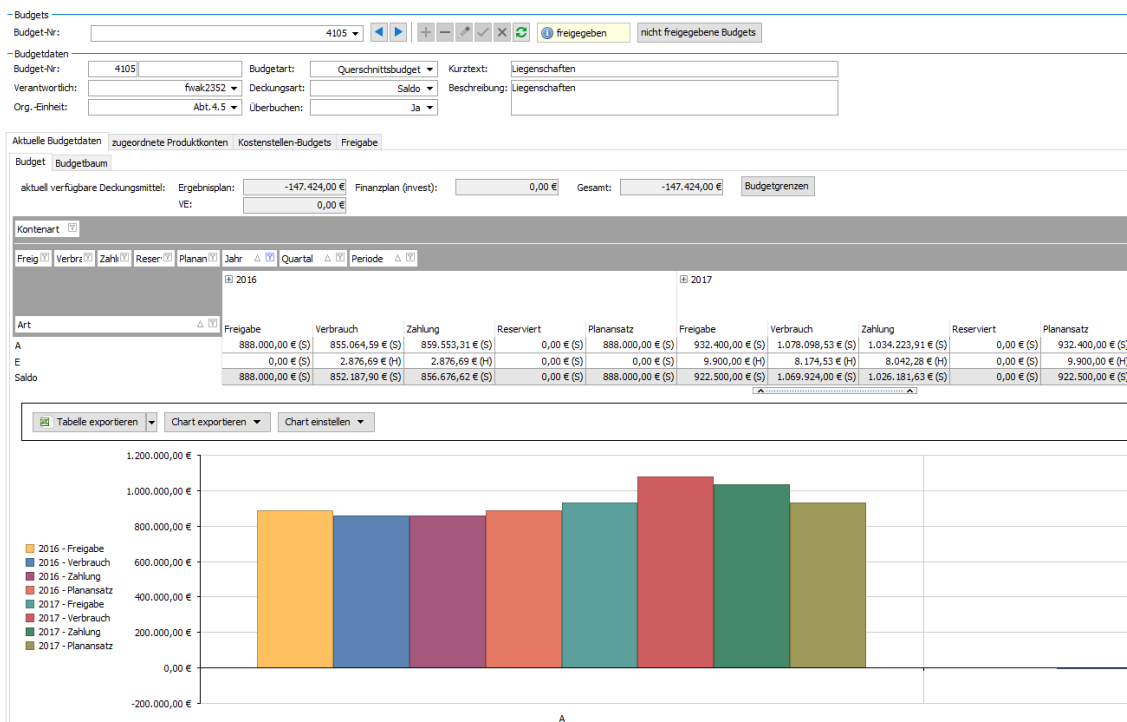 Budgets
Budget-Nr: 4105 freigegeben nicht freigegebene Budgets
Budgetdaten
Budget-Nr: 4105 Budgetart: Querschnittsbudget Kurztext: Liegenschaften
Verantwortlich: fwak2352 Deckungsart: Saldo Beschreibung: Liegenschaften
Org.-Einheit: Abt.4.5 Überbuchen: Ja
Aktuelle Budgetdaten zugeordnete Produktkonten Kostenstellen-Budgets Freigabe
Budget Budgetbaum
aktuell verfügbare Deckungsmittel: Ergebnisplan: -147.424,00 € Finanzplan (invest): 0,00 € Gesamt: -147.424,00 € Budgetgrenzen
VE: 0,00 €
Kontenart
Freig Verbra Zahl Reser Planan Jahr Quartal Periode
2016 2017
Art Freigabe Verbrauch Zahlung Reserviert Planansatz Freigabe Verbrauch Zahlung Reserviert Planansatz
A 888.000,00 € (S) 855.064,59 € (S) 859.553,31 € (S) 0,00 € (S) 888.000,00 € (S) 932.400,00 € (S) 1.078.098,53 € (S) 1.034.223,91 € (S) 0,00 € (S) 932.400,00 € (S)
E 0,00 € (S) 2.876,69 € (H) 2.876,69 € (H) 0,00 € (S) 0,00 € (S) 9.900,00 € (H) 8.174,53 € (H) 8.042,28 € (H) 0,00 € (S) 9.900,00 € (H)
Saldo 888.000,00 € (S) 852.187,90 € (S) 856.676,62 € (S) 0,00 € (S) 888.000,00 € (S) 922.500,00 € (S) 1.069.924,00 € (S) 1.026.181,63 € (S) 0,00 € (S) 922.500,00 € (S)
Tabelle exportieren Chart exportieren Chart einstellen
1.200.000,00 €
1.000.000,00 €
800.000,00 €
600.000,00 €
400.000,00 €
200.000,00 €
0,00 €
-200.000,00 €
2016 - Freigabe
2016 - Verbrauch
2016 - Zahlung
2016 - Planansatz
2017 - Freigabe
2017 - Verbrauch
2017 - Zahlung
2017 - Planansatz
A